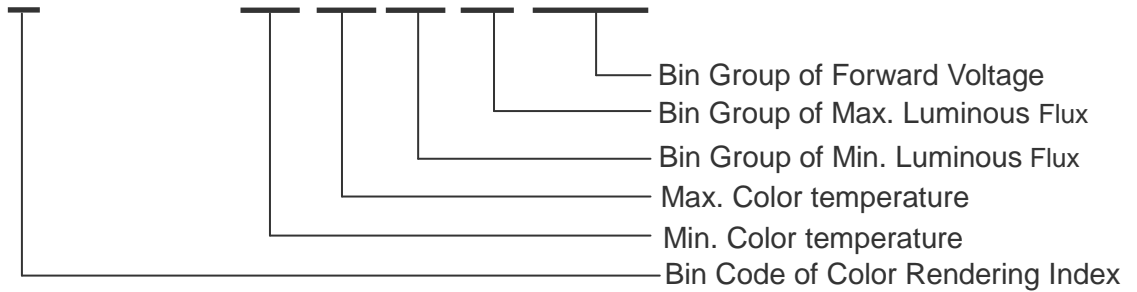 Bin Group of Forward Voltage
Bin Group of Max. Luminous Flux
Bin Group of Min. Luminous Flux
Max. Color temperature
Min. Color temperature
Bin Code of Color Rendering Index